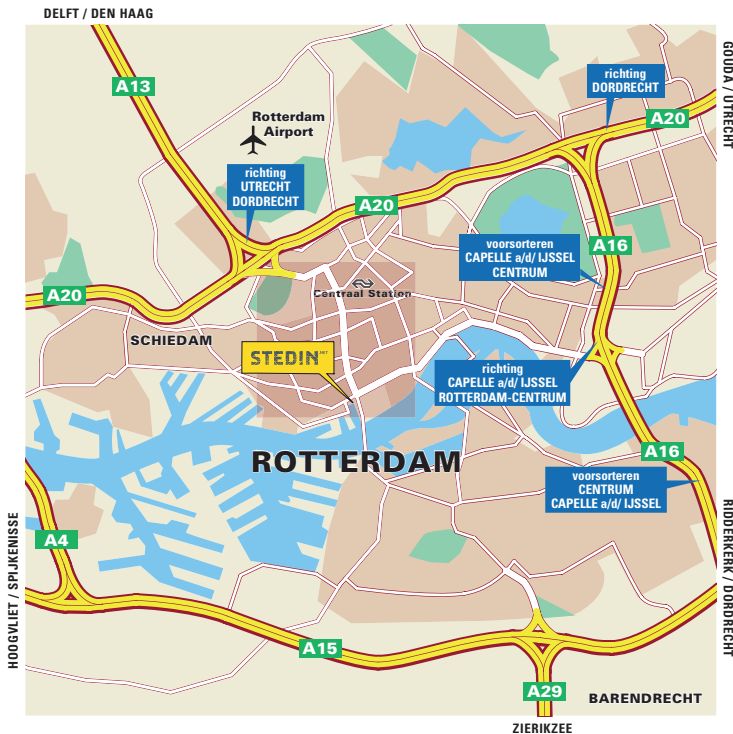 DELFT / DEN HAAG
GOUDA / UTRECHT
richting
DORDRECHT
A13
A20
Rotterdam
Airport
richting
UTRECHT
DORDRECHT
A20
voorsorteren
CAPELLE a/d/ IJSSEL
CENTRUM
A16
A20
Centraal Station
SCHIEDAM
STEDIN
richting
CAPELLE a/d/ IJSSEL
ROTTERDAM-CENTRUM
ROTTERDAM
A16
voorsorteren
CENTRUM
CAPELLE a/d/ IJSSEL
A4
HOOGVLIET / SPIJKENISSE
RIDDERKERK / DORDRECHT
A15
A29
BARENDRECHT
ZIERIKZEE